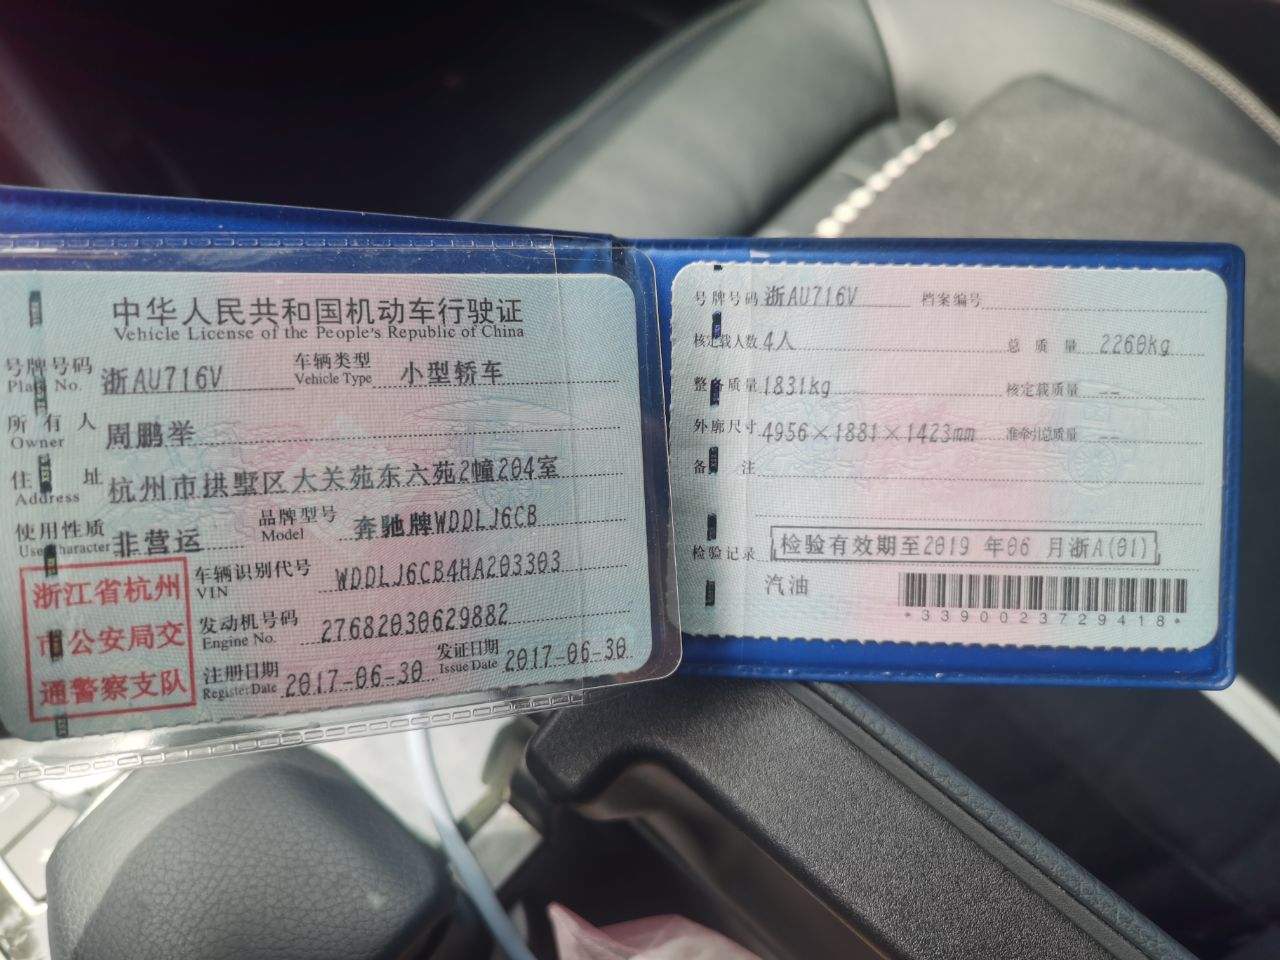 中华人民共和国机动车行驶证
Vehicle License of the People's Republic of China
号牌号码 Plate No. 浙AU716V 车辆类型 Vehicle Type 小型轿车
所有人 Owner 周鹏举
住址 Address 杭州市拱墅区大关苑东六苑2幢204室
使用性质 Use Character 非营运 品牌型号 Model 奔驰牌WDDLJ6CB
车辆识别代号 VIN WDDLJ6CB4HA203303
发动机号码 Engine No. 27682030629882
注册日期 Register Date 2017-06-30 发证日期 Issue Date 2017-06-30
浙江省杭州
市公安局交
通警察支队
号牌号码 浙AU716V 档案编号
核定载人数 4人 总质量 2260kg
整备质量 1831kg 核定载质量 --
外廓尺寸 4956×1881×1423mm 准牵引总质量 --
备注
检验记录 检验有效期至2019 年06 月浙A(01)
汽油
*3390023729418*